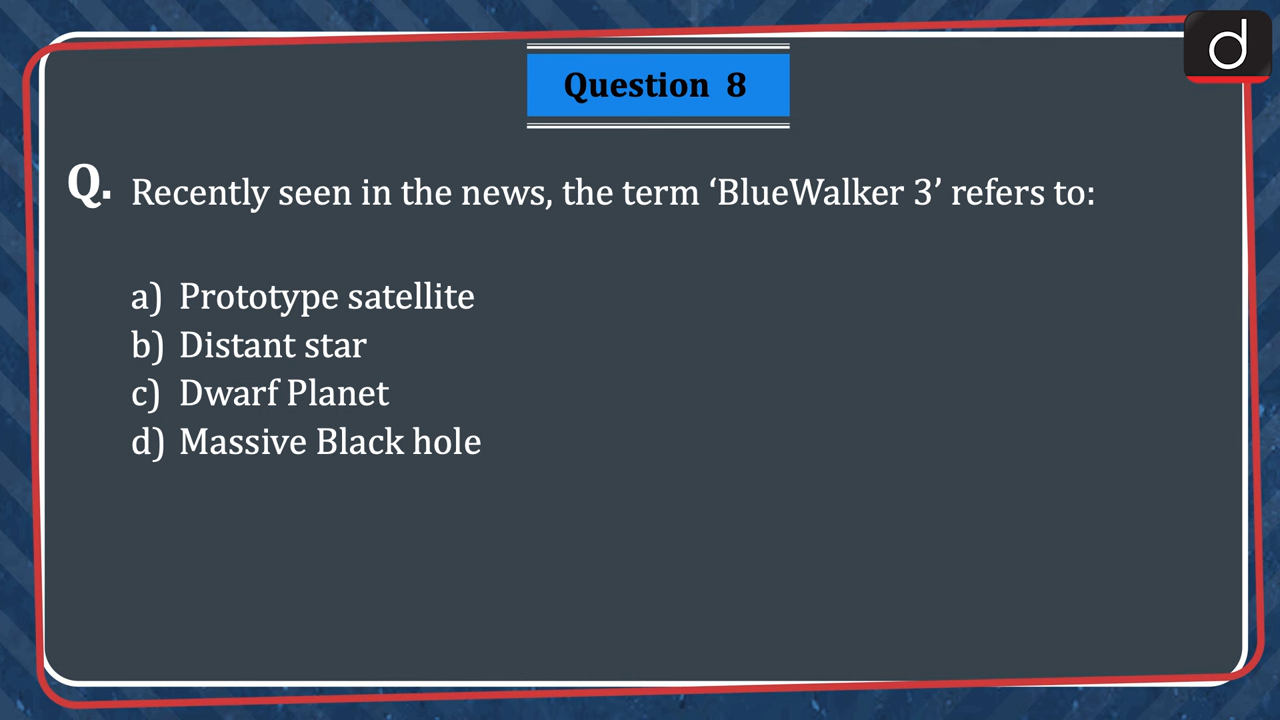 d
Question 8
Q. Recently seen in the news, the term ‘BlueWalker 3’ refers to:
a) Prototype satellite
b) Distant star
c) Dwarf Planet
d) Massive Black hole